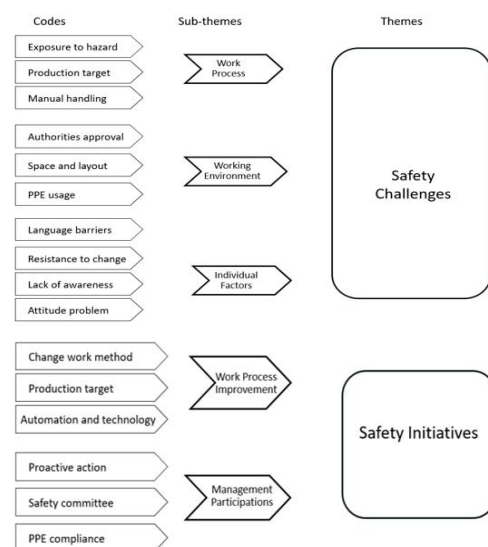 Codes
Sub-themes
Themes
Exposure to hazard
Production target
Manual handling
Work
Process
Authorities approval
Space and layout
PPE usage
Working
Environment
Safety
Challenges
Language barriers
Resistance to change
Lack of awareness
Attitude problem
Individual
Factors
Change work method
Production target
Automation and technology
Work Process
Improvement
Safety Initiatives
Proactive action
Safety committee
PPE compliance
Management
Participations